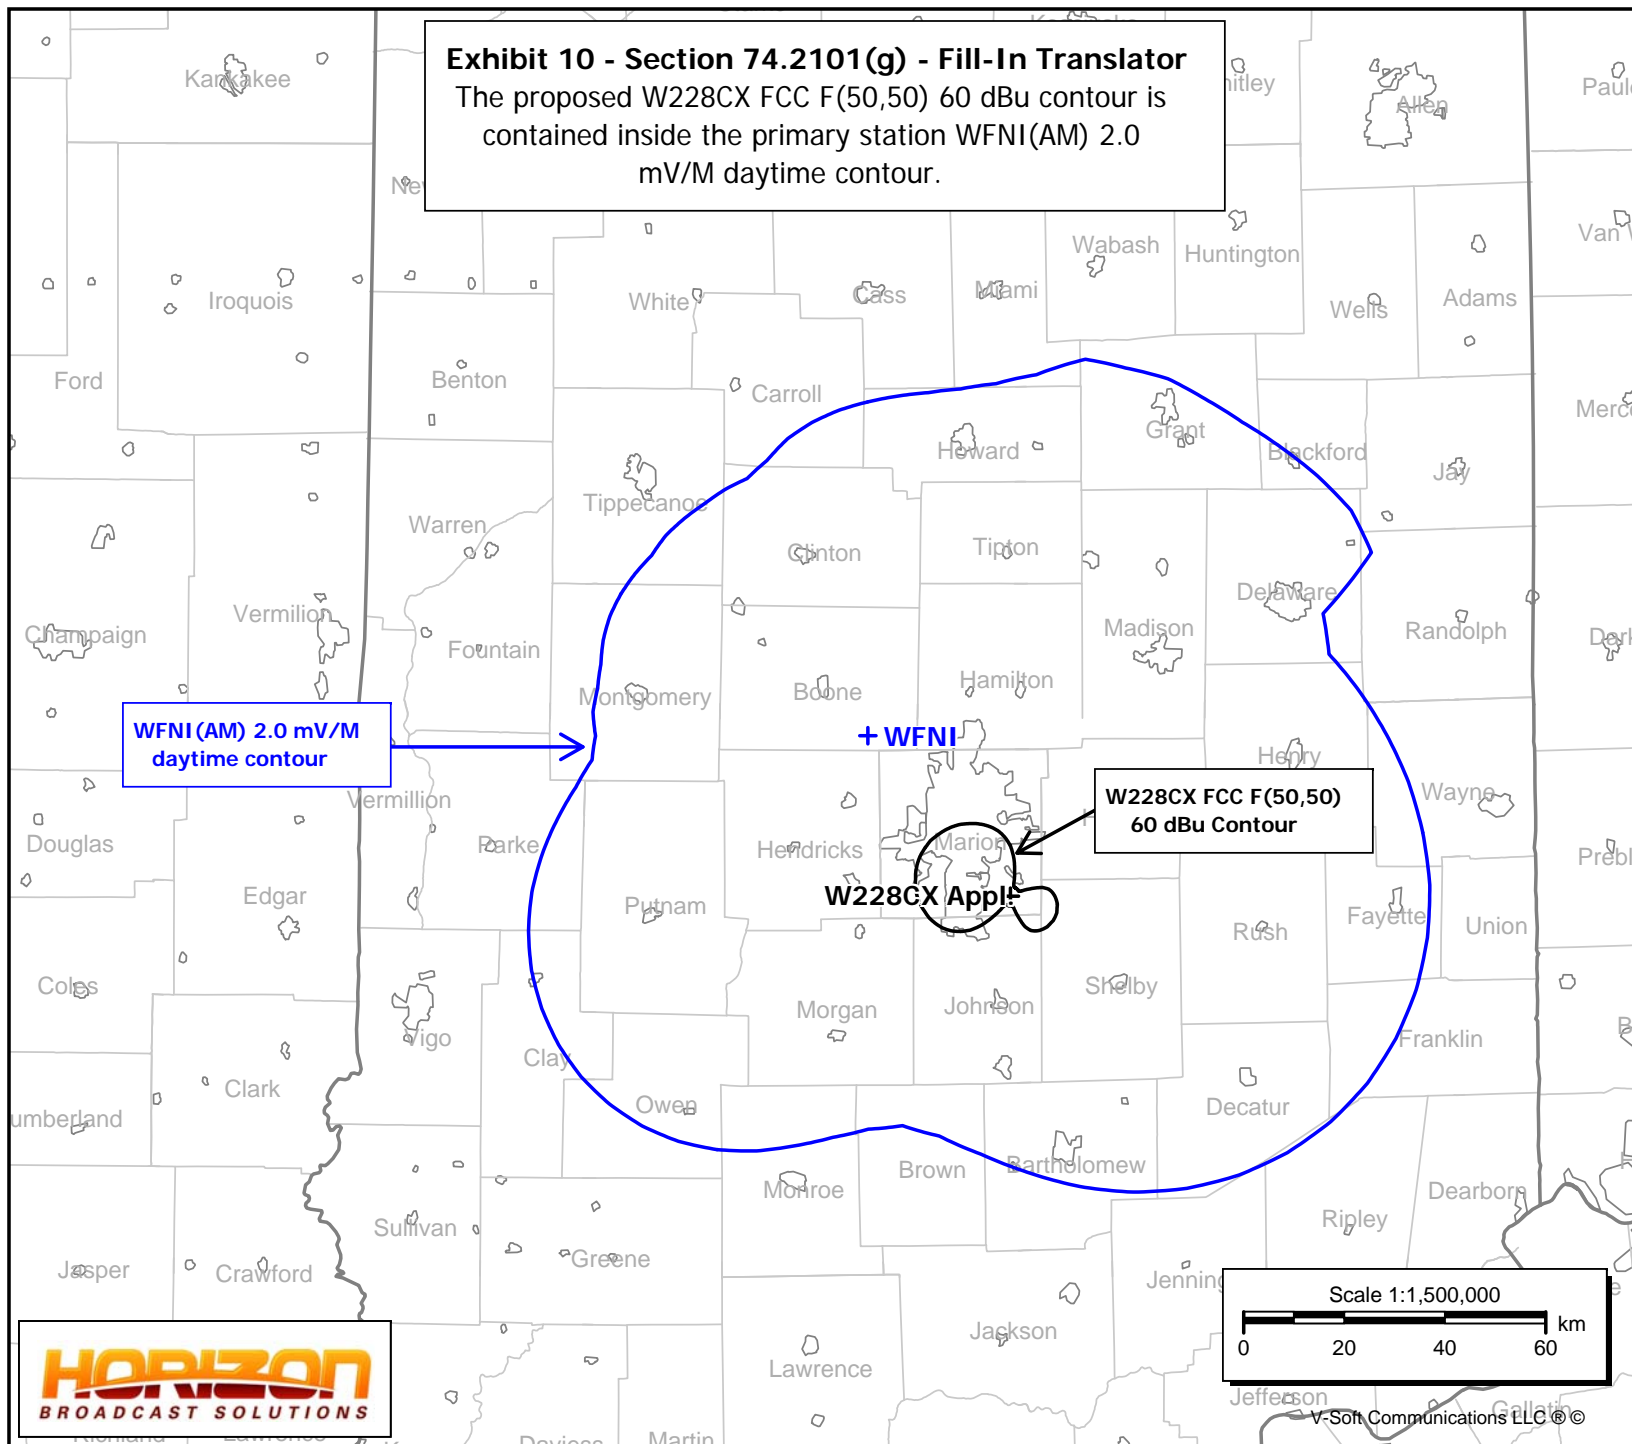 Exhibit 10 - Section 74.2101(g) - Fill-In Translator
The proposed W228CX FCC F(50,50) 60 dBu contour is
contained inside the primary station WFNI(AM) 2.0
mV/M daytime contour.
Kankakee
Allen
Wabash
Huntington
Iroquois
White
Cass
Miami
Wells
Adams
Ford
Benton
Carroll
Howard
Grant
Blackford
Jay
Tippecanoe
Warren
Clinton
Tipton
Delaware
Champaign
Vermilion
Fountain
Madison
Randolph
Montgomery
Boone
Hamilton
WFNI(AM) 2.0 mV/M
daytime contour
+ WFNI
Henry
Vermillion
W228CX FCC F(50,50)
60 dBu Contour
Wayne
Douglas
Parke
Hendricks
Marion
Edgar
Putnam
W228CX Appl.
Rush
Fayette
Union
Coles
Vigo
Clay
Morgan
Johnson
Shelby
Franklin
Clark
umberland
Owen
Decatur
Monroe
Brown
Bartholomew
Dearborn
Sullivan
Ripley
Jasper
Crawford
Greene
Jackson
Lawrence
Scale 1:1,500,000
km
0 20 40 60
HORIZON
BROADCAST SOLUTIONS
Jefferson
Gallatin
V-Soft Communications LLC ® ©
Martin